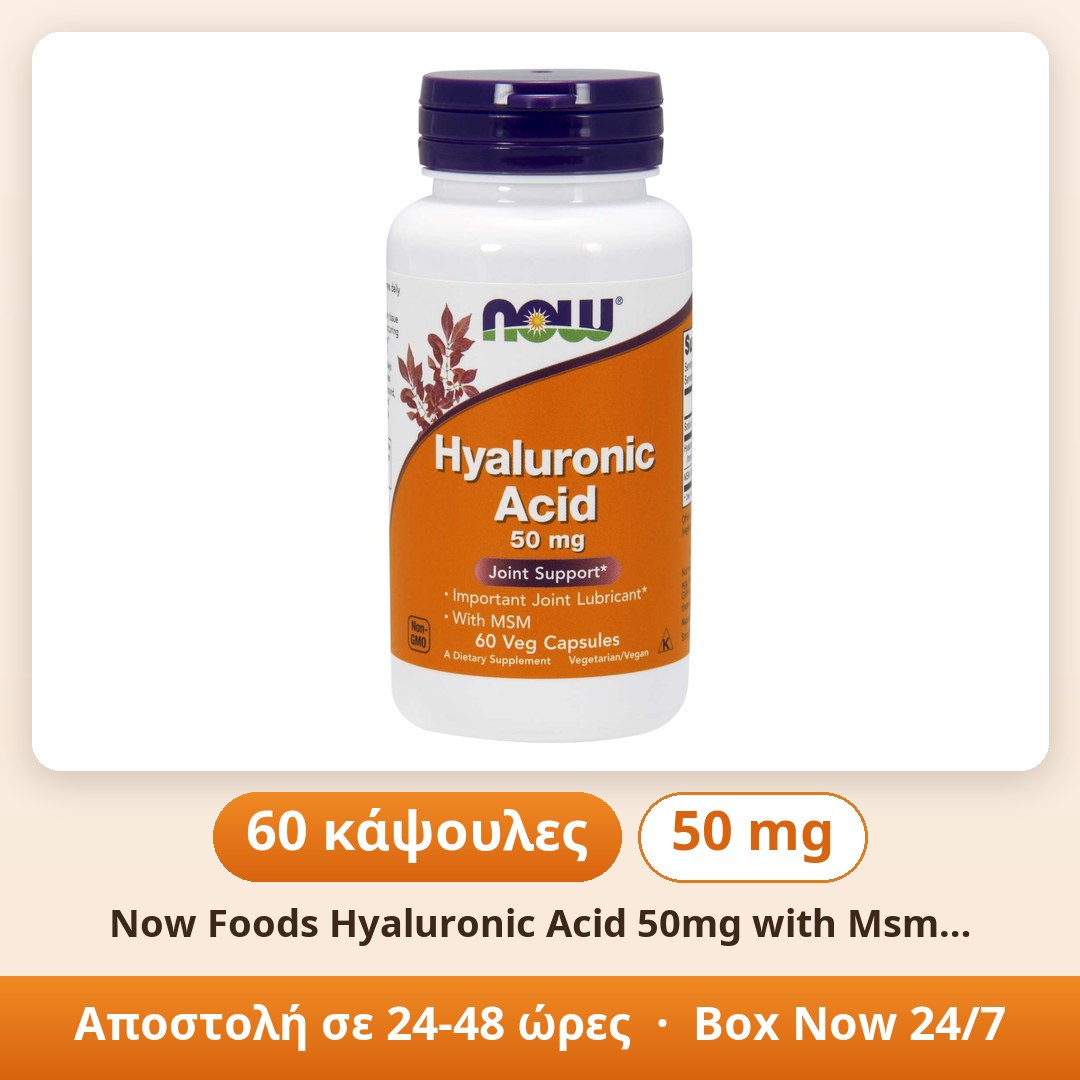 now®
Hyaluronic
Acid
50 mg
Joint Support*
• Important Joint Lubricant*
• With MSM
60 Veg Capsules
Non-
GMO
A Dietary Supplement Vegetarian/Vegan
K
60 κάψουλες 50 mg
Now Foods Hyaluronic Acid 50mg with Msm...
Αποστολή σε 24-48 ώρες · Box Now 24/7